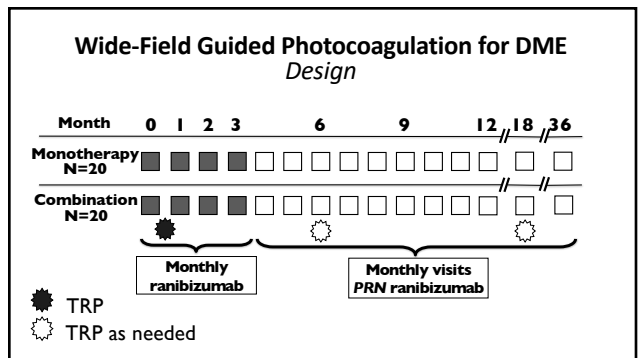 Wide-Field Guided Photocoagulation for DME
Design
Month 0 1 2 3 6 9 12 18 36
Monotherapy
N=20
Combination
N=20
Monthly
ranibizumab
Monthly visits
PRN ranibizumab
TRP
TRP as needed